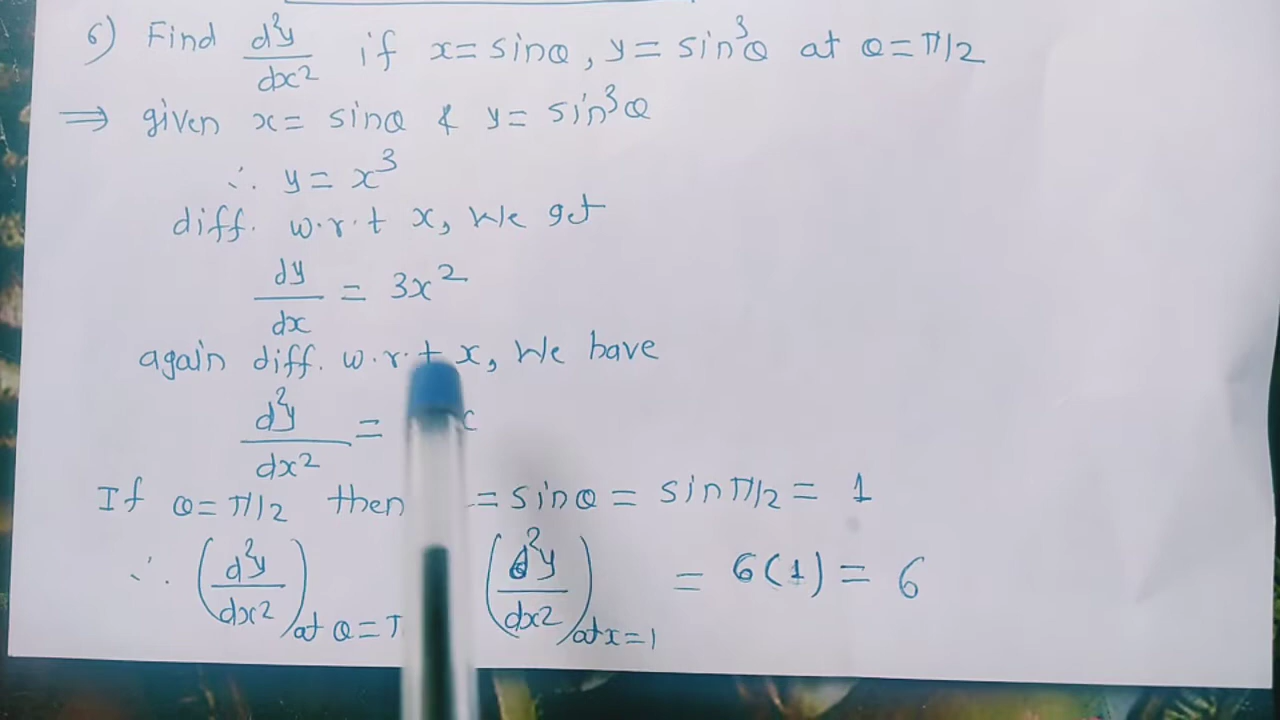 6) Find d²y/dx² if x = sinθ, y = sin³θ at θ = π/2
⇒ given x = sinθ & y = sin³θ
∴ y = x³
diff. w.r.t x, We get
dy/dx = 3x²
again diff. w.r.t x, We have
d²y/dx² =
If θ = π/2 then = sinθ = sinπ/2 = 1
∴ (d²y/dx²) at θ = (d²y/dx²) at x=1 = 6(1) = 6